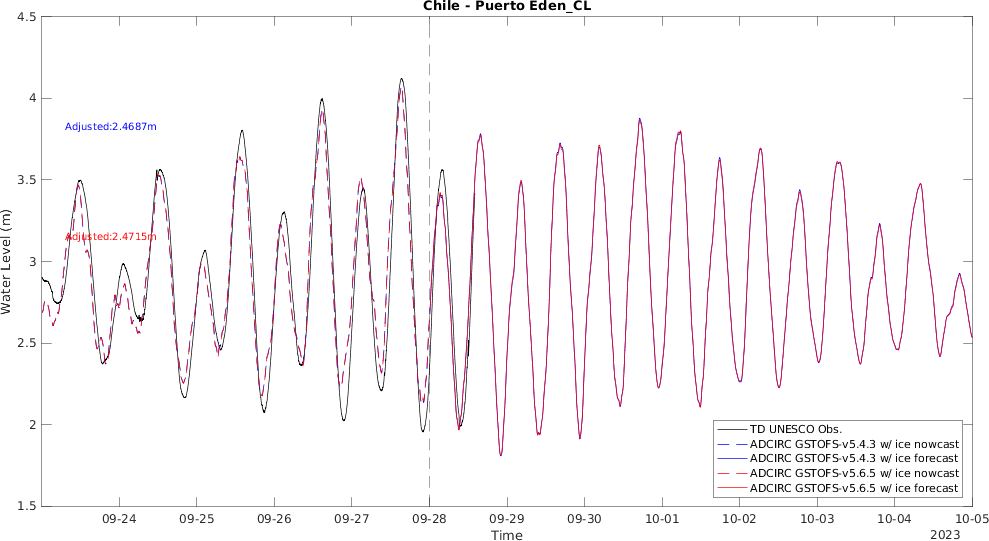 Chile - Puerto Eden_CL
4.5
4
3.5
3
2.5
2
1.5
Water Level (m)
Adjusted:2.4687m
Adjusted:2.4715m
TD UNESCO Obs.
ADCIRC GSTOFS-v5.4.3 w/ ice nowcast
ADCIRC GSTOFS-v5.4.3 w/ ice forecast
ADCIRC GSTOFS-v5.6.5 w/ ice nowcast
ADCIRC GSTOFS-v5.6.5 w/ ice forecast
09-24 09-25 09-26 09-27 09-28 09-29 09-30 10-01 10-02 10-03 10-04 10-05
Time
2023